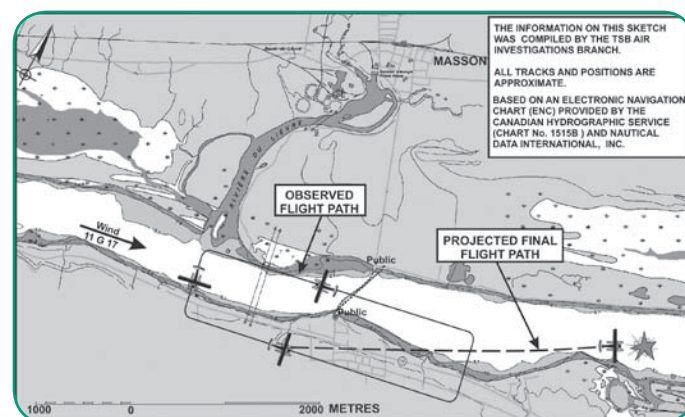 THE INFORMATION ON THIS SKETCH
WAS COMPILED BY THE TSB AIR
INVESTIGATIONS BRANCH.
ALL TRACKS AND POSITIONS ARE
APPROXIMATE.
BASED ON AN ELECTRONIC NAVIGATION
CHART (ENC) PROVIDED BY THE
CANADIAN HYDROGRAPHIC SERVICE
(CHART No. 1515B ) AND NAUTICAL
DATA INTERNATIONAL, INC.
MASSON
RIVIÈRE DU LIÈVRE
OBSERVED
FLIGHT PATH
PROJECTED FINAL
FLIGHT PATH
Wind
11 G 17
Public
Public
1000 0 2000 METRES